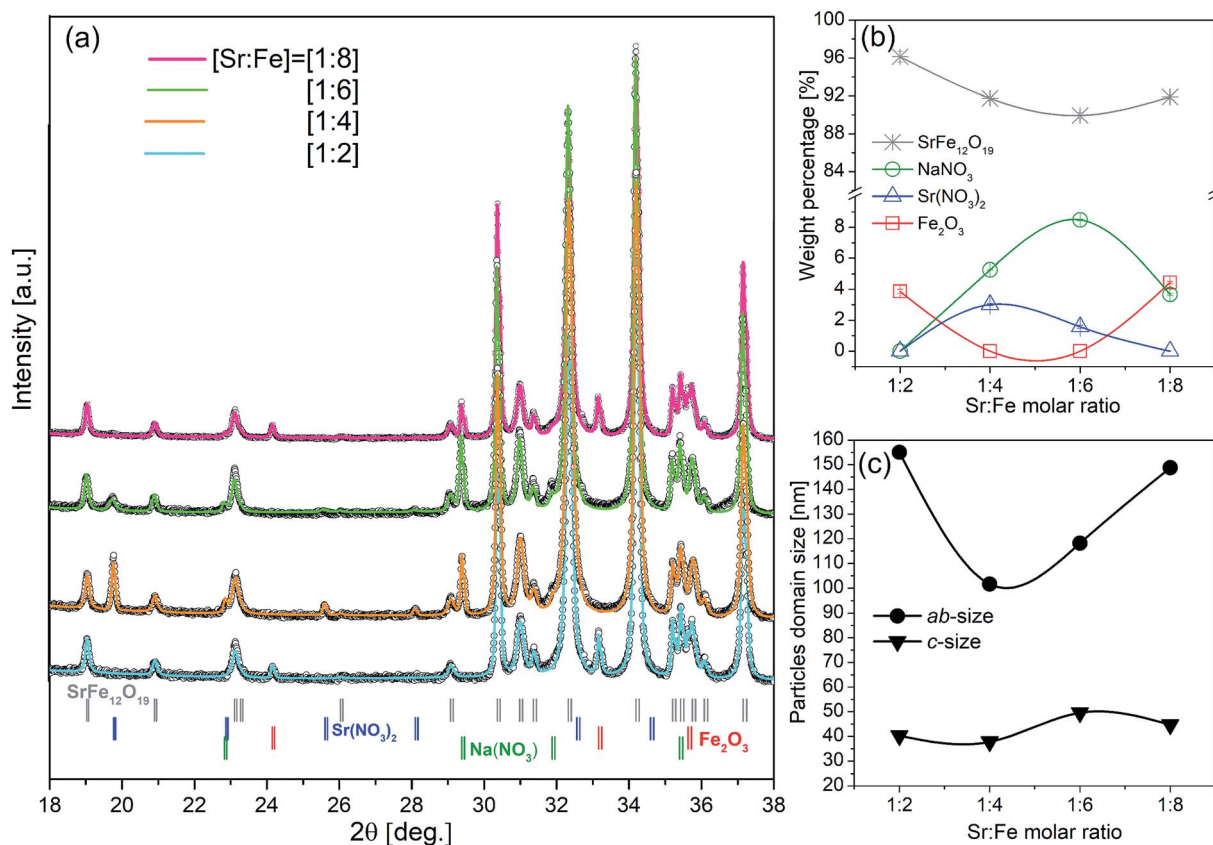 (a)
[Sr:Fe]=[1:8]
[1:6]
[1:4]
[1:2]
Intensity [a.u.]
SrFe₁₂O₁₉
Sr(NO₃)₂
Na(NO₃)
Fe₂O₃
18 20 22 24 26 28 30 32 34 36 38
2θ [deg.]
(b)
Weight percentage [%]
100
96
92
88
84
8
6
4
2
0
SrFe₁₂O₁₉
NaNO₃
Sr(NO₃)₂
Fe₂O₃
1:2 1:4 1:6 1:8
Sr:Fe molar ratio
(c)
Particles domain size [nm]
160
150
140
130
120
110
100
90
80
70
60
50
40
30
20
ab-size
c-size
1:2 1:4 1:6 1:8
Sr:Fe molar ratio